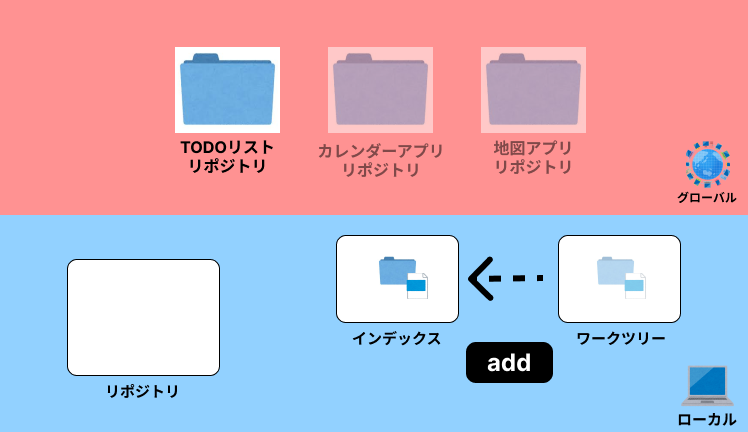 TODOリスト
リポジトリ
カレンダーアプリ
リポジトリ
地図アプリ
リポジトリ
グローバル
インデックス
ワークツリー
add
リポジトリ
ローカル